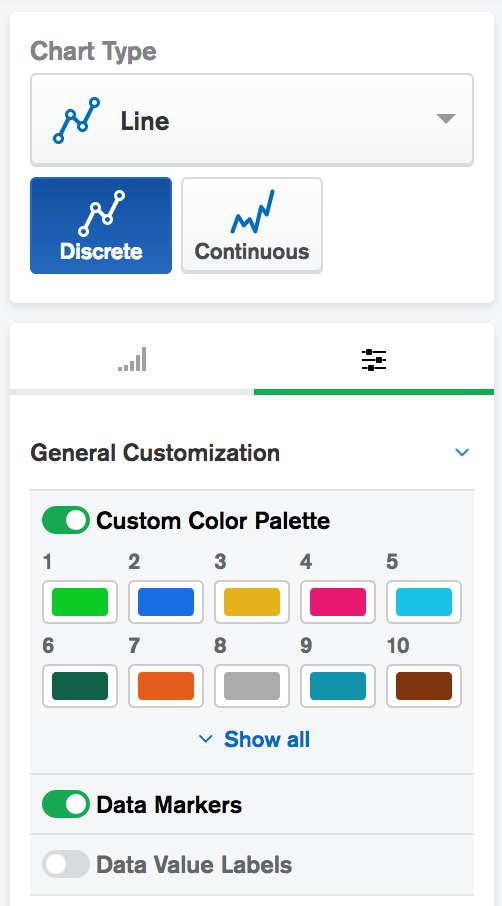 Chart Type
Line
Discrete Continuous
General Customization
Custom Color Palette
1 2 3 4 5
6 7 8 9 10
Show all
Data Markers
Data Value Labels